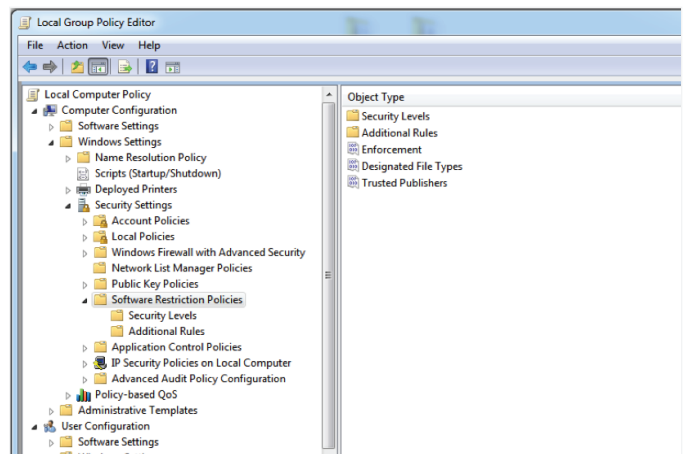 Local Group Policy Editor
File Action View Help
Local Computer Policy
Computer Configuration
Software Settings
Windows Settings
Name Resolution Policy
Scripts (Startup/Shutdown)
Deployed Printers
Security Settings
Account Policies
Local Policies
Windows Firewall with Advanced Security
Network List Manager Policies
Public Key Policies
Software Restriction Policies
Security Levels
Additional Rules
Application Control Policies
IP Security Policies on Local Computer
Advanced Audit Policy Configuration
Policy-based QoS
Administrative Templates
User Configuration
Software Settings
Object Type
Security Levels
Additional Rules
Enforcement
Designated File Types
Trusted Publishers